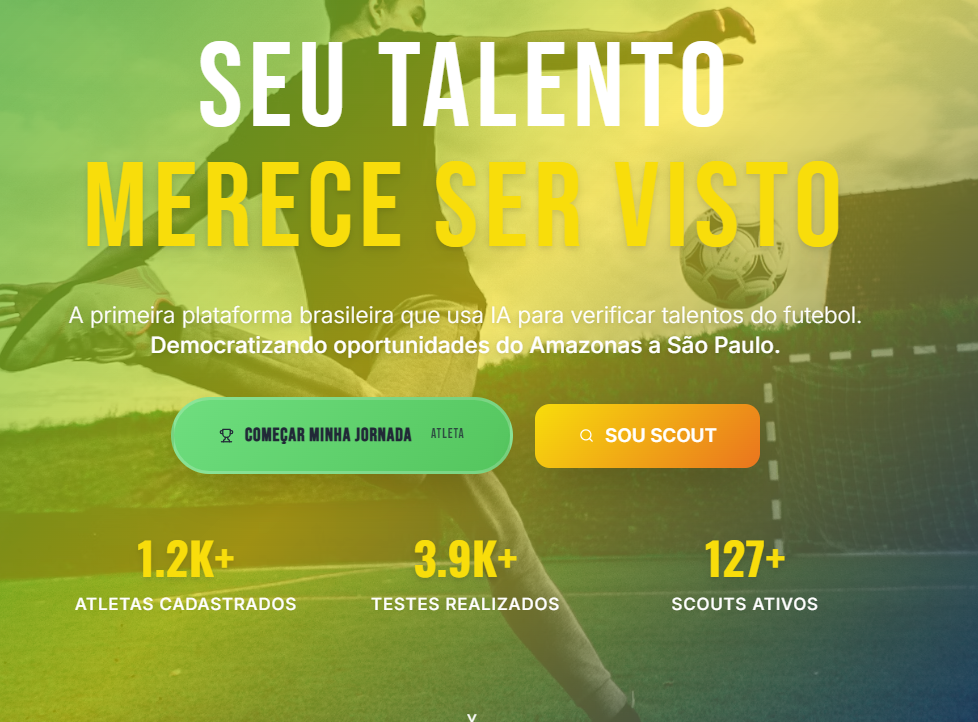 SEU TALENTO
MERECE SER VISTO
A primeira plataforma brasileira que usa IA para verificar talentos do futebol.
Democratizando oportunidades do Amazonas a São Paulo.
COMEÇAR MINHA JORNADA ATLETA
SOU SCOUT
1.2K+ 3.9K+ 127+
ATLETAS CADASTRADOS TESTES REALIZADOS SCOUTS ATIVOS